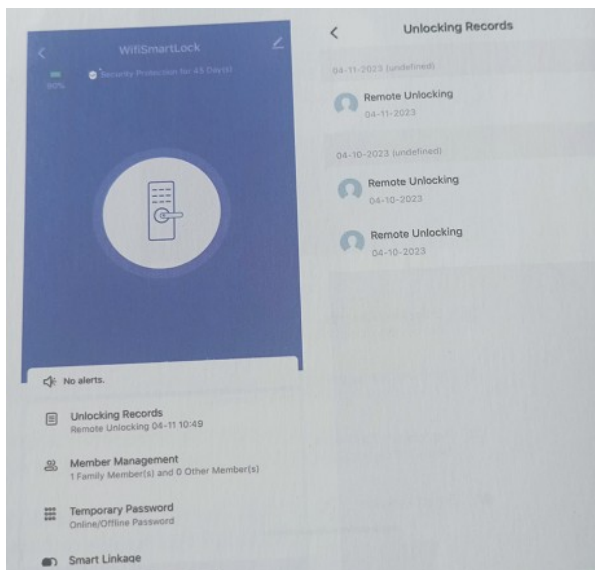 WifiSmartLock
90%
Security Protection for 45 Day(s)
No alerts.
Unlocking Records
Remote Unlocking 04-11 10:49
Member Management
1 Family Member(s) and 0 Other Member(s)
Temporary Password
Online/Offline Password
Smart Linkage
Unlocking Records
04-11-2023 (undefined)
Remote Unlocking
04-11-2023
04-10-2023 (undefined)
Remote Unlocking
04-10-2023
Remote Unlocking
04-10-2023